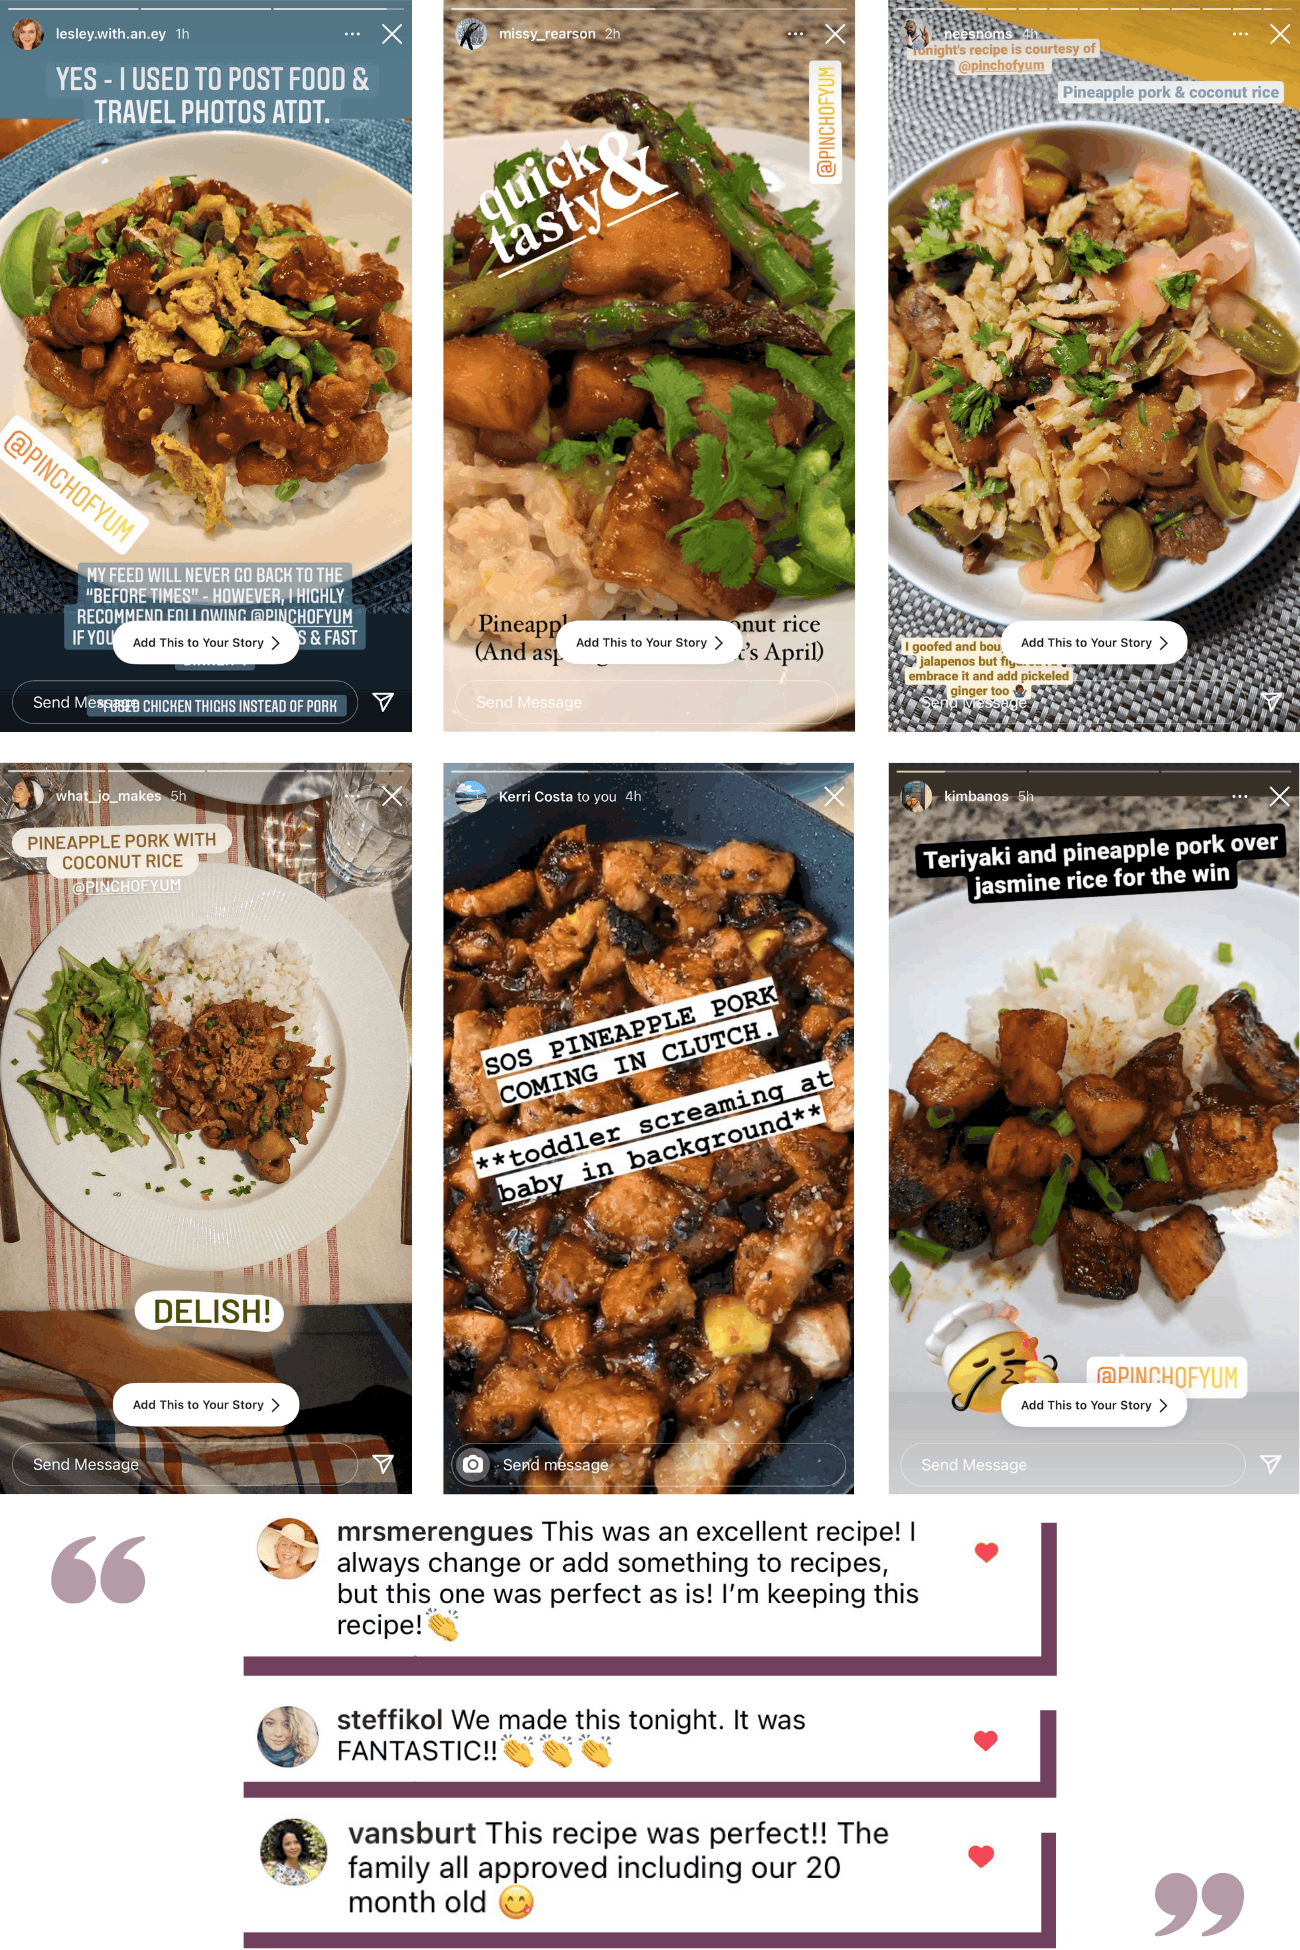 lesley.with.an.ey 1h
YES - I USED TO POST FOOD &
TRAVEL PHOTOS ATDT.
@PINCHOFYUM
MY FEED WILL NEVER GO BACK TO THE
“BEFORE TIMES” - HOWEVER, I HIGHLY
RECOMMEND FOLLOWING @PINCHOFYUM
IF YOU S & FAST
Add This to Your Story
Send Message
USED CHICKEN THIGHS INSTEAD OF PORK
missy_rearson 2h
@PINCHOFYUM
quick &
tasty
Pineapp onut rice
(And asp t’s April)
Add This to Your Story
Send Message
neesnoms 4h
Tonight's recipe is courtesy of
@pinchofyum
Pineapple pork & coconut rice
I goofed and bou
jalapenos but
embrace it and add pickeled
ginger too
Add This to Your Story
Send Message
what_jo_makes 5h
PINEAPPLE PORK WITH
COCONUT RICE
@PINCHOFYUM
DELISH!
Add This to Your Story
Send Message
Kerri Costa to you 4h
SOS PINEAPPLE PORK
COMING IN CLUTCH.
**toddler screaming at
baby in background**
Send message
kimbanos 5h
Teriyaki and pineapple pork over
jasmine rice for the win
@PINCHOFYUM
Add This to Your Story
Send Message
“
mrsmerengues This was an excellent recipe! I
always change or add something to recipes,
but this one was perfect as is! I’m keeping this
recipe!👏
steffikol We made this tonight. It was
FANTASTIC!!👏👏👏
vansburt This recipe was perfect!! The
family all approved including our 20
month old 😋
”